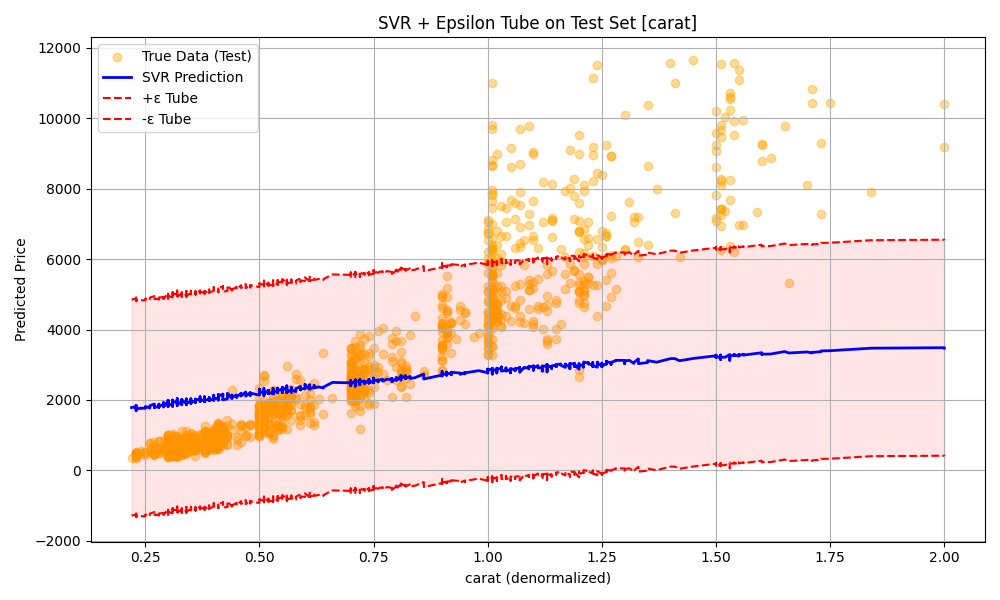 SVR + Epsilon Tube on Test Set [carat]
True Data (Test)
SVR Prediction
+ε Tube
-ε Tube
Predicted Price
12000
10000
8000
6000
4000
2000
0
−2000
0.25
0.50
0.75
1.00
1.25
1.50
1.75
2.00
carat (denormalized)